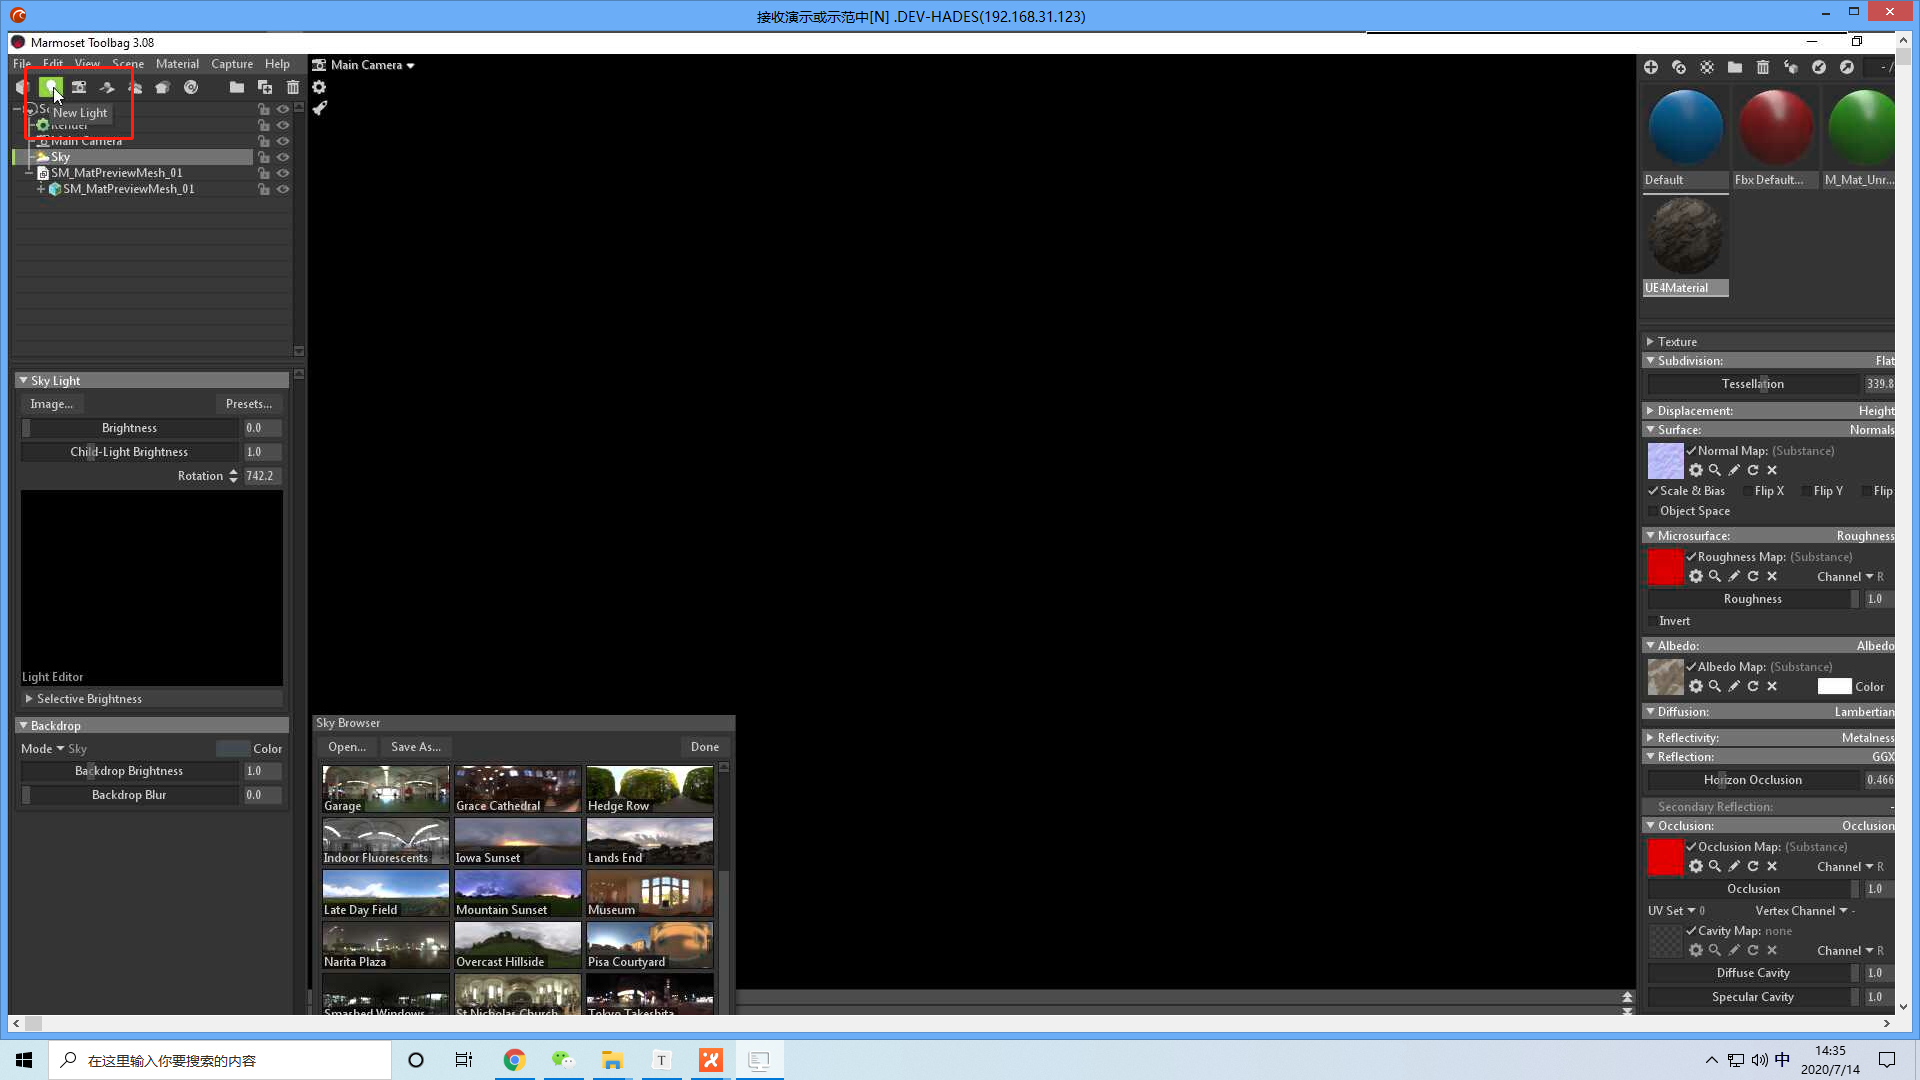 接收演示或示范中[N] .DEV-HADES(192.168.31.123)
Marmoset Toolbag 3.08
File Edit View Scene Material Capture Help
New Light
Render
Main Camera
Sky
SM_MatPreviewMesh_01
SM_MatPreviewMesh_01
Sky Light
Image...
Presets...
Brightness 0.0
Child-Light Brightness 1.0
Rotation 742.2
Light Editor
Selective Brightness
Backdrop
Mode Sky Color
Backdrop Brightness 1.0
Backdrop Blur 0.0
Main Camera
Sky Browser
Open... Save As... Done
Garage Grace Cathedral Hedge Row
Indoor Fluorescents Iowa Sunset Lands End
Late Day Field Mountain Sunset Museum
Narita Plaza Overcast Hillside Pisa Courtyard
Smashed Windows St Nicholas Church Tokyo Takeshita
Default Fbx Default... M_Mat_Unr...
UE4Material
Texture
Subdivision: Flat
Tessellation 339.8
Displacement: Height
Surface: Normals
Normal Map: (Substance)
Scale & Bias Flip X Flip Y Flip
Object Space
Microsurface: Roughness
Roughness Map: (Substance)
Channel R
Roughness 1.0
Invert
Albedo: Albedo
Albedo Map: (Substance)
Color
Diffusion: Lambertian
Reflectivity: Metalness
Reflection: GGX
Horizon Occlusion 0.466
Secondary Reflection: -
Occlusion: Occlusion
Occlusion Map: (Substance)
Channel R
Occlusion 1.0
UV Set 0 Vertex Channel -
Cavity Map: none
Channel R
Diffuse Cavity 1.0
Specular Cavity 1.0
在这里输入你要搜索的内容
T
中
14:35
2020/7/14